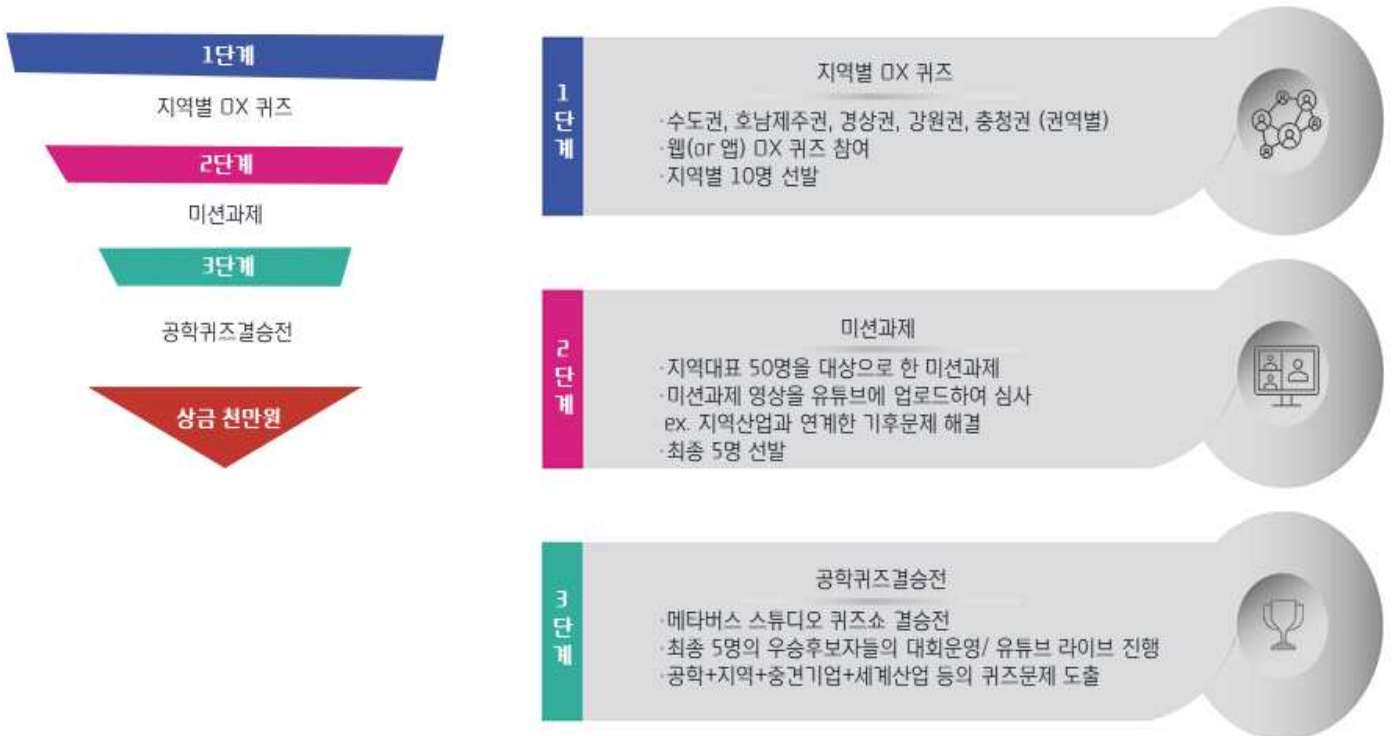 1단계
지역별 OX 퀴즈
2단계
미션과제
3단계
공학퀴즈결승전
상금 천만원
1단계
지역별 OX 퀴즈
·수도권, 호남제주권, 경상권, 강원권, 충청권 (권역별)
·웹(or 앱) OX 퀴즈 참여
·지역별 10명 선발
2단계
미션과제
·지역대표 50명을 대상으로 한 미션과제
·미션과제 영상을 유튜브에 업로드하여 심사
ex. 지역산업과 연계한 기후문제 해결
·최종 5명 선발
3단계
공학퀴즈결승전
·메타버스 스튜디오 퀴즈쇼 결승전
·최종 5명의 우승후보자들의 대회운영/ 유튜브 라이브 진행
·공학+지역+중견기업+세계산업 등의 퀴즈문제 도출